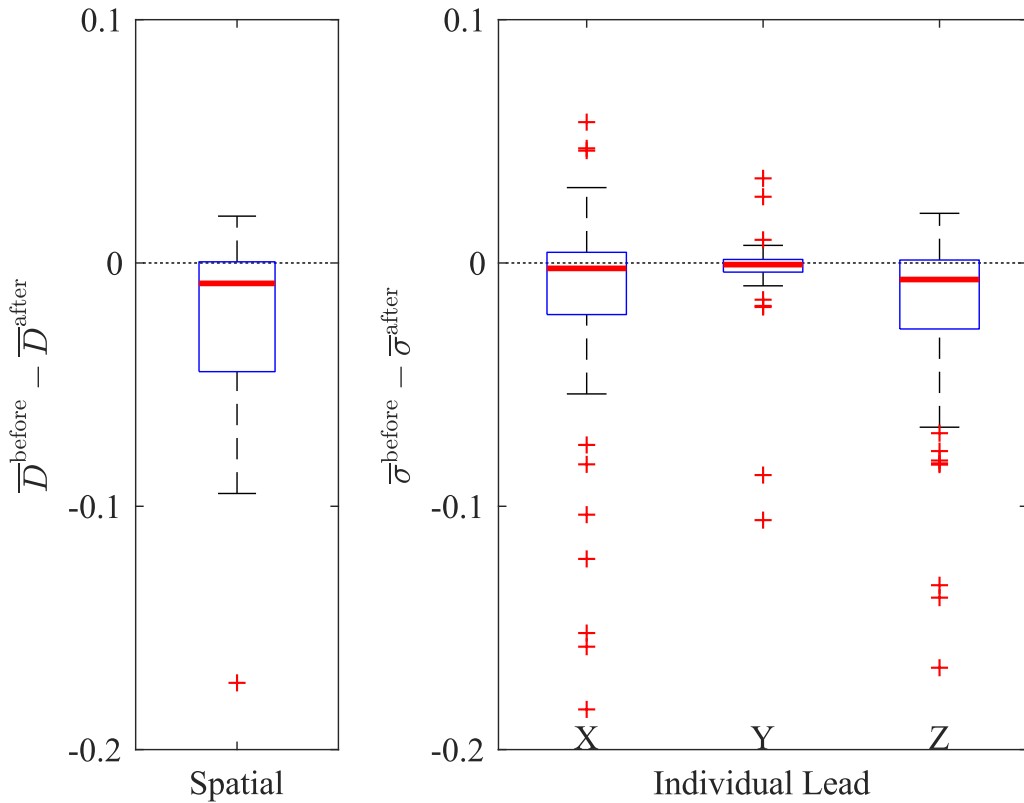 0.1
0
-0.1
-0.2
D̅^before − D̅^after
Spatial
0.1
0
-0.1
-0.2
σ̅^before − σ̅^after
X Y Z
Individual Lead